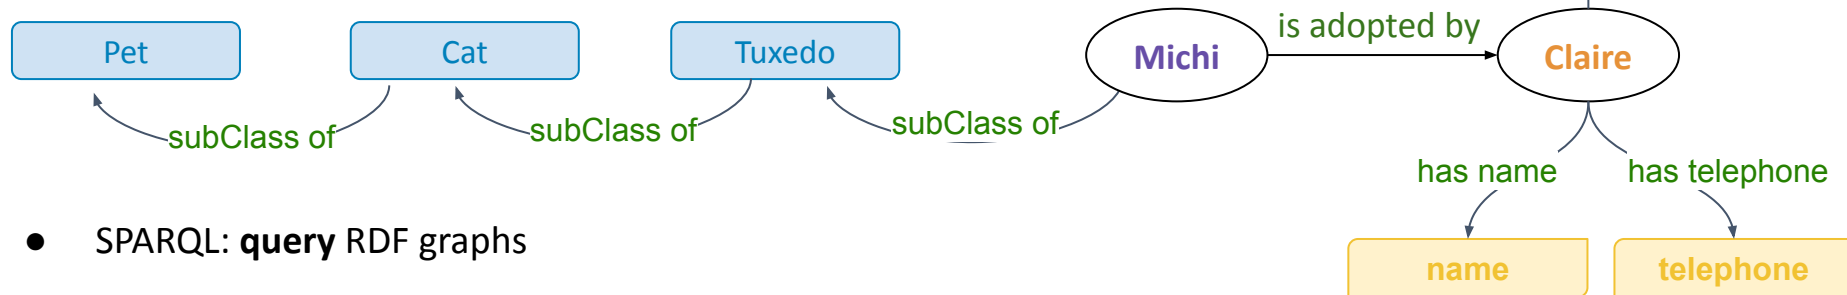 Pet
Cat
Tuxedo
Michi
is adopted by
Claire
subClass of
subClass of
subClass of
has name
has telephone
● SPARQL: query RDF graphs
name
telephone